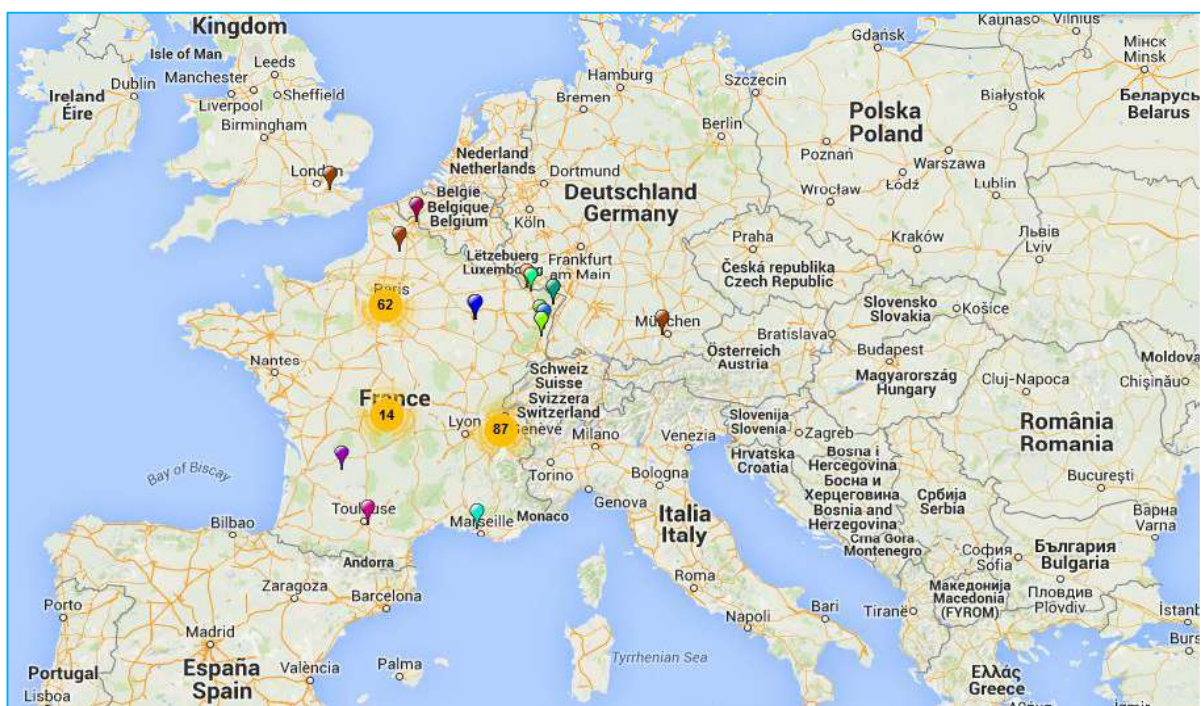 Kingdom
Isle of Man
Leeds
Dublin
Manchester
Sheffield
Liverpool
Ireland
Éire
Birmingham
London
Kaunas
Vilnius
Gdańsk
Мінск
Minsk
Hamburg
Szczecin
Białystok
Беларусь
Belarus
Bremen
Polska
Poland
Berlin
Nederland
Netherlands
Poznań
Warszawa
Dortmund
België
Belgique
Belgium
Deutschland
Germany
Wrocław
Łódź
Lublin
Köln
Praha
Kraków
Львів
Lviv
Lëtzebuerg
Luxembourg
Frankfurt
am Main
Česká republika
Czech Republic
Paris
62
Slovensko
Slovakia
Košice
München
Bratislava
Österreich
Austria
Budapest
Magyarország
Hungary
Moldova
Chișinău
Cluj-Napoca
Nantes
Schweiz
Suisse
Svizzera
Switzerland
France
14
Lyon
87
Genève
Milano
Venezia
Slovenija
Slovenia
Zagreb
Hrvatska
Croatia
România
Romania
Torino
Bologna
Bosna i
Hercegovina
Босна и
Херцеговина
Bosnia and
Herzegovina
Србија
Serbia
București
Bay of Biscay
Genova
Toulouse
Marseille
Monaco
Italia
Italy
Crna Gora
Montenegro
Варна
Varna
Bilbao
Andorra
София
Sofia
България
Bulgaria
Zaragoza
Barcelona
Roma
Македонија
Macedonia
(FYROM)
Пловдив
Plovdiv
Porto
Napoli
Bari
Tiranë
İstanb
Burs
Madrid
Portugal
España
Spain
València
Palma
Tyrrhenian Sea
Ελλάς
Greece
Lisboa